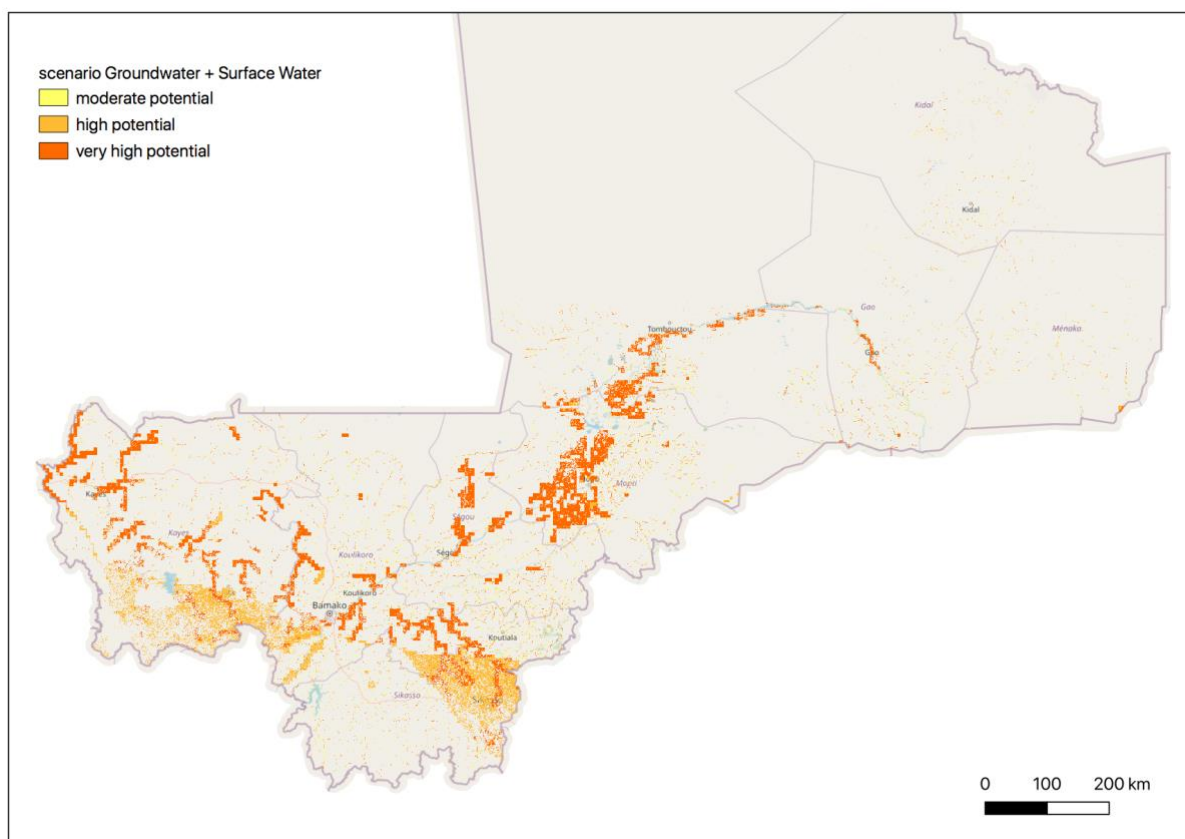 scenario Groundwater + Surface Water
moderate potential
high potential
very high potential
Kidal
Kidal
Tombouctou
Gao
Gao
Ménaka
Mopti
Kayes
Kayes
Ségou
Koulikoro
Koulikoro
Bamako
Koutiala
Sikasso
0 100 200 km